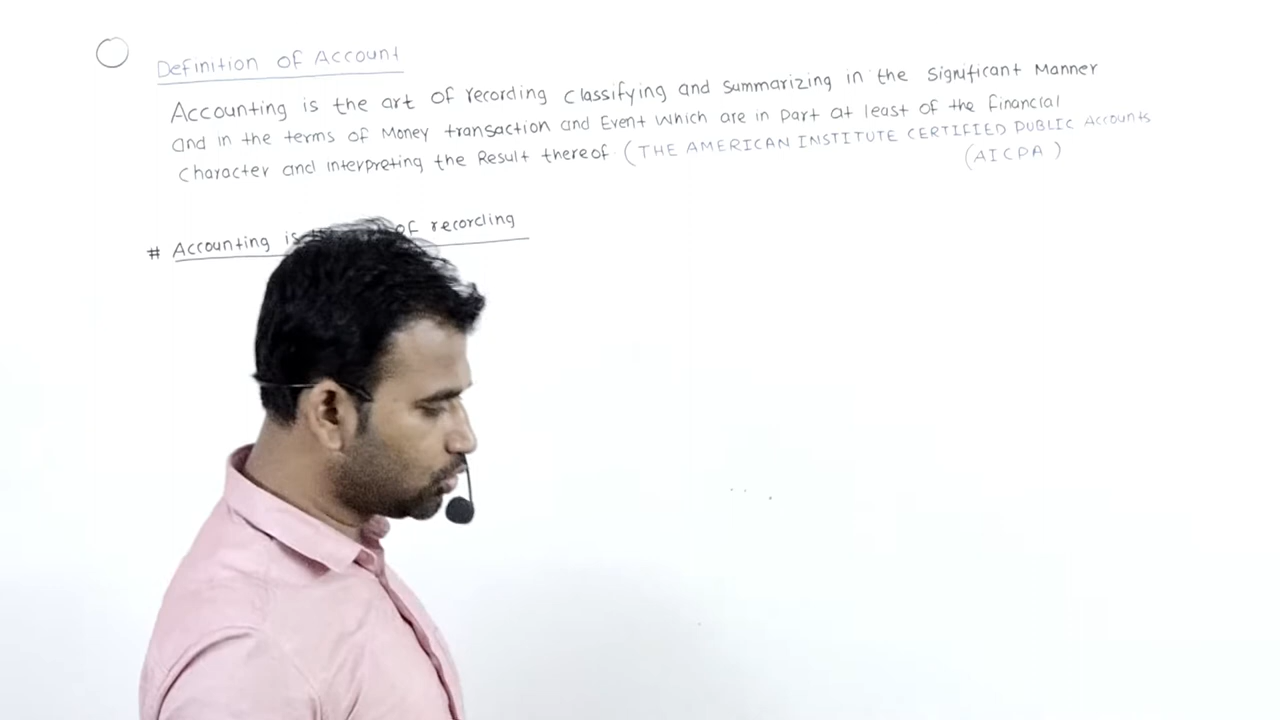 Definition of Account
Accounting is the art of recording classifying and summarizing in the significant Manner
and in the terms of Money transaction and Event which are in Part at least of the financial
Character and interpreting the Result thereof (THE AMERICAN INSTITUTE CERTIFIED PUBLIC Accounts
(AICPA)
# Accounting is of recording